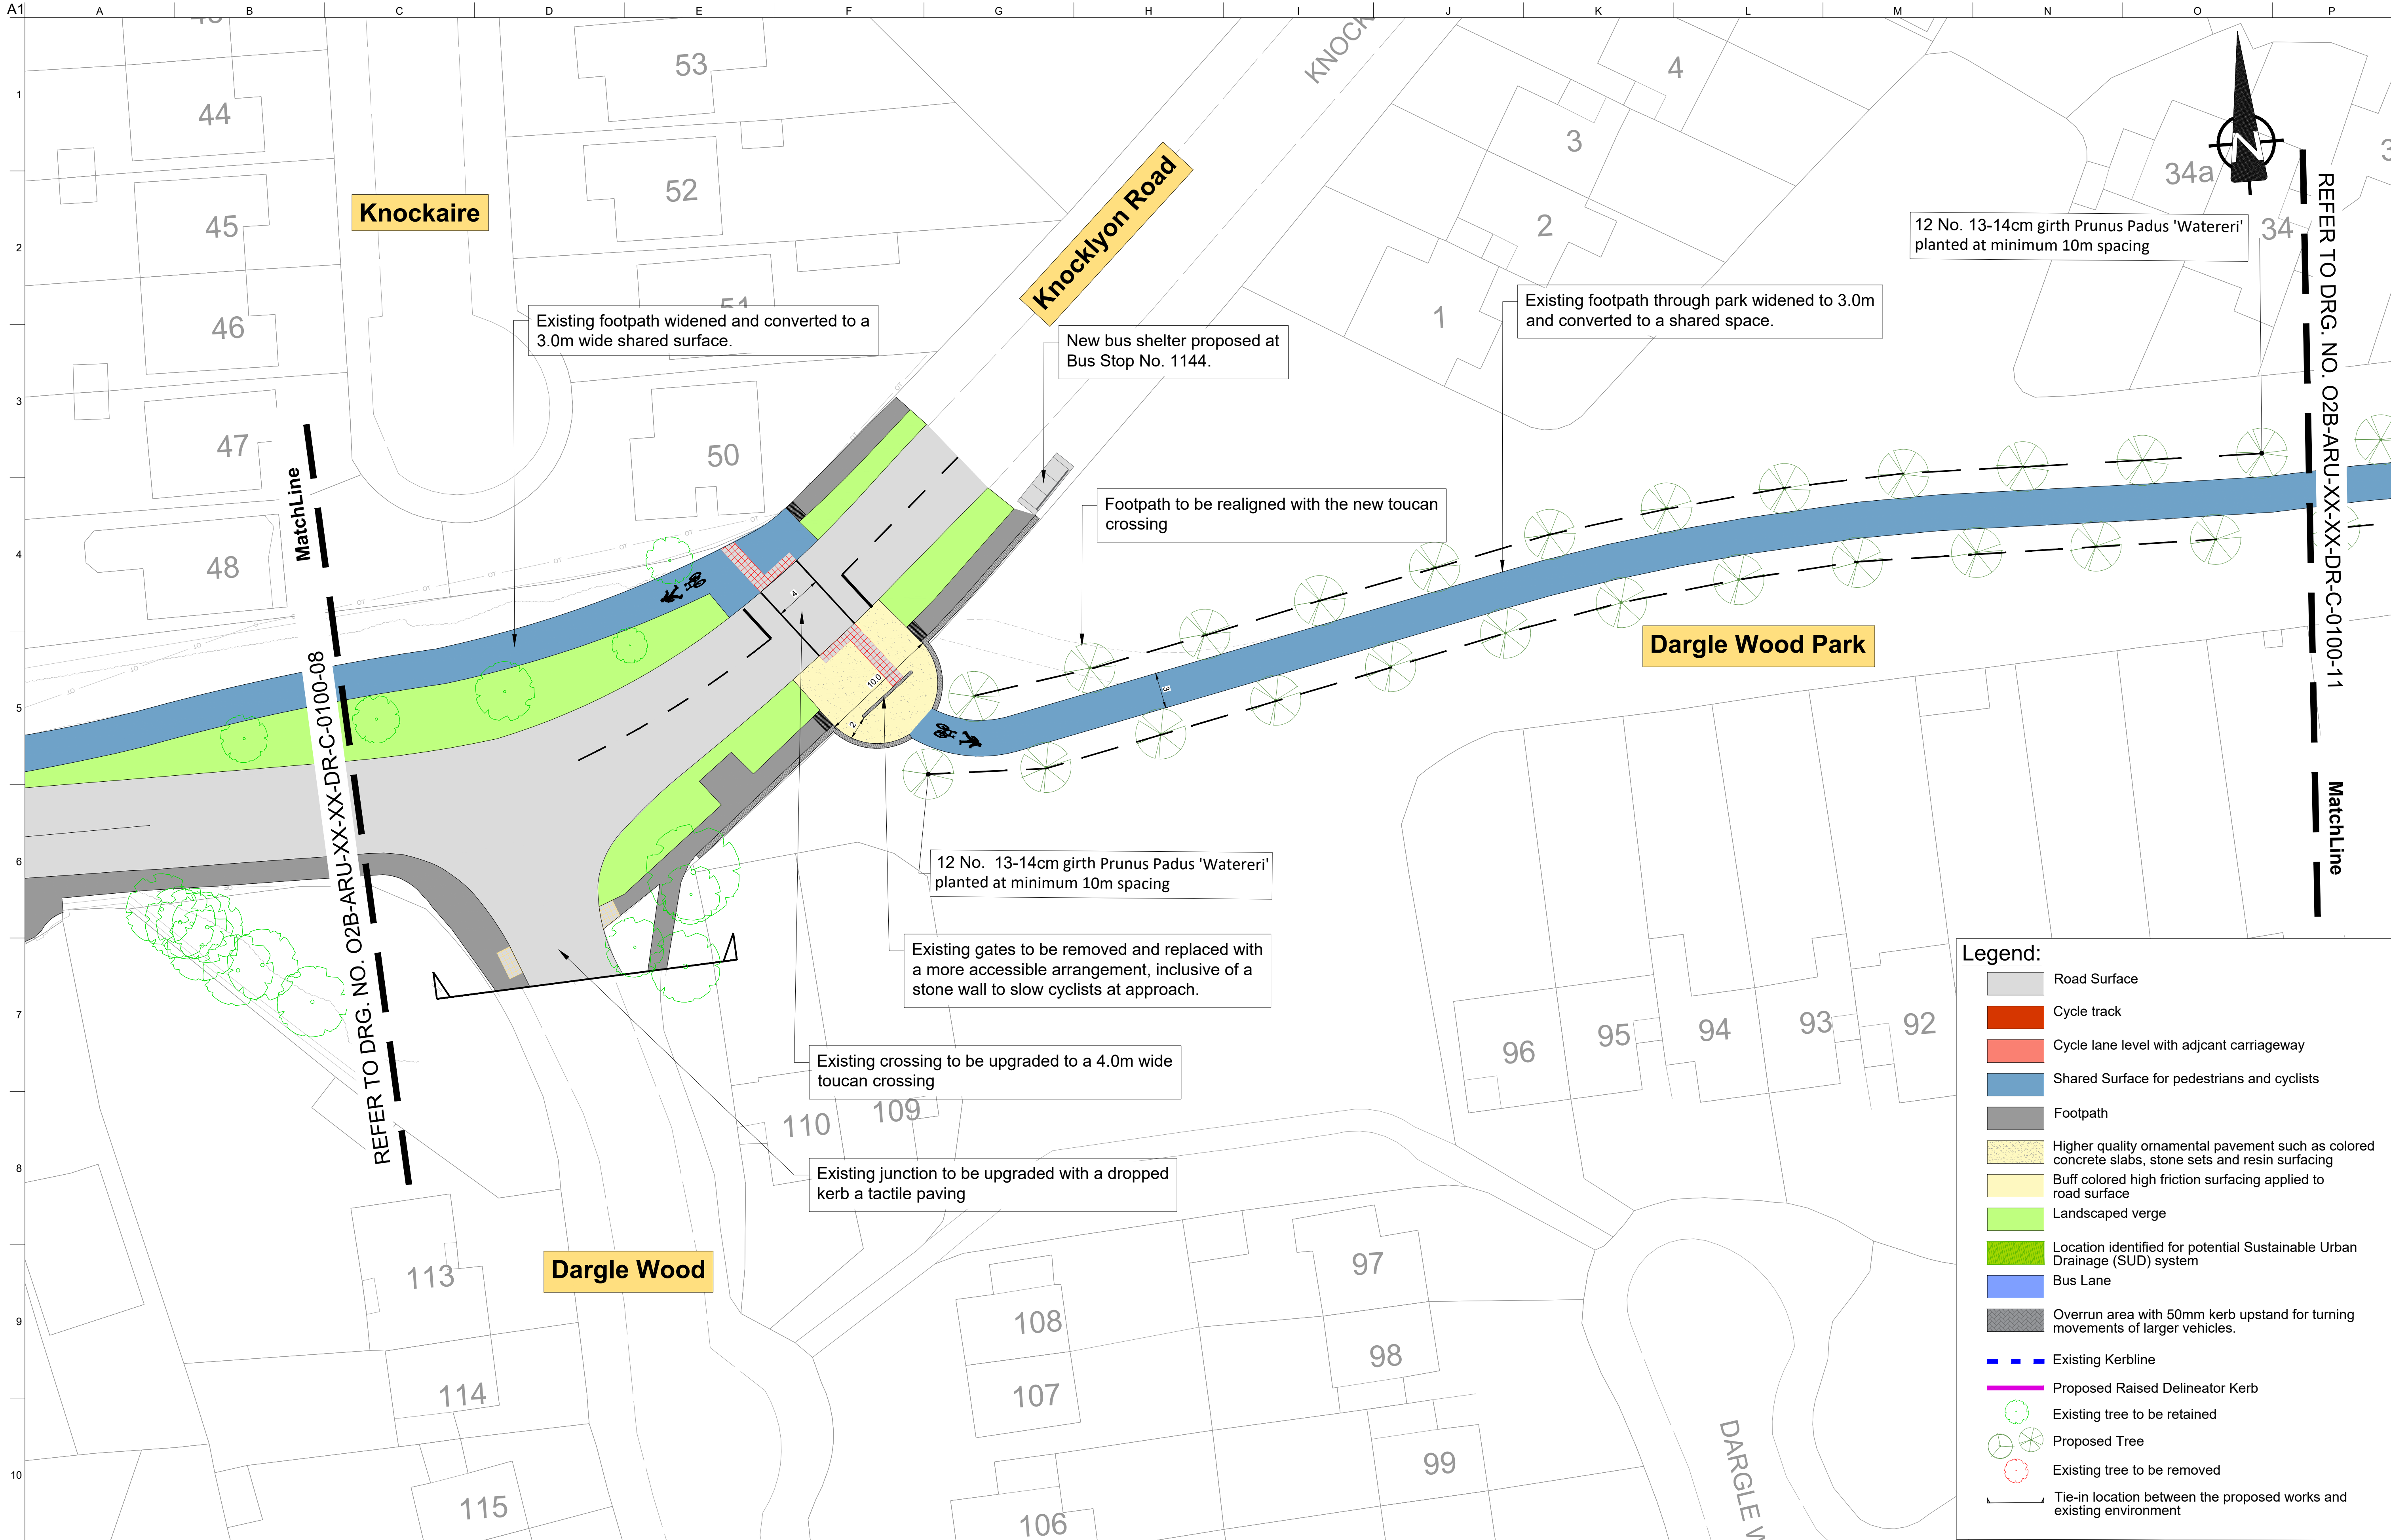 A1
A B C D E F G H I J K L M N O P
1
2
3
4
5
6
7
8
9
10
44
45
46
47
48
53
52
51
50
Knockaire
KNOCK
Knocklyon Road
4
3
2
1
34a
34
N
12 No. 13-14cm girth Prunus Padus 'Watereri'
planted at minimum 10m spacing
Existing footpath widened and converted to a
3.0m wide shared surface.
New bus shelter proposed at
Bus Stop No. 1144.
Existing footpath through park widened to 3.0m
and converted to a shared space.
Footpath to be realigned with the new toucan
crossing
MatchLine
REFER TO DRG. NO. O2B-ARU-XX-XX-DR-C-0100-08
REFER TO DRG. NO. O2B-ARU-XX-XX-DR-C-0100-11
MatchLine
4
10.0
2
3
Dargle Wood Park
12 No. 13-14cm girth Prunus Padus 'Watereri'
planted at minimum 10m spacing
Existing gates to be removed and replaced with
a more accessible arrangement, inclusive of a
stone wall to slow cyclists at approach.
Existing crossing to be upgraded to a 4.0m wide
toucan crossing
Existing junction to be upgraded with a dropped
kerb a tactile paving
110
109
96
95
94
93
92
Dargle Wood
113
114
115
108
107
106
97
98
99
DARGLE W
Legend:
Road Surface
Cycle track
Cycle lane level with adjcant carriageway
Shared Surface for pedestrians and cyclists
Footpath
Higher quality ornamental pavement such as colored
concrete slabs, stone sets and resin surfacing
Buff colored high friction surfacing applied to
road surface
Landscaped verge
Location identified for potential Sustainable Urban
Drainage (SUD) system
Bus Lane
Overrun area with 50mm kerb upstand for turning
movements of larger vehicles.
Existing Kerbline
Proposed Raised Delineator Kerb
Existing tree to be retained
Proposed Tree
Existing tree to be removed
Tie-in location between the proposed works and
existing environment